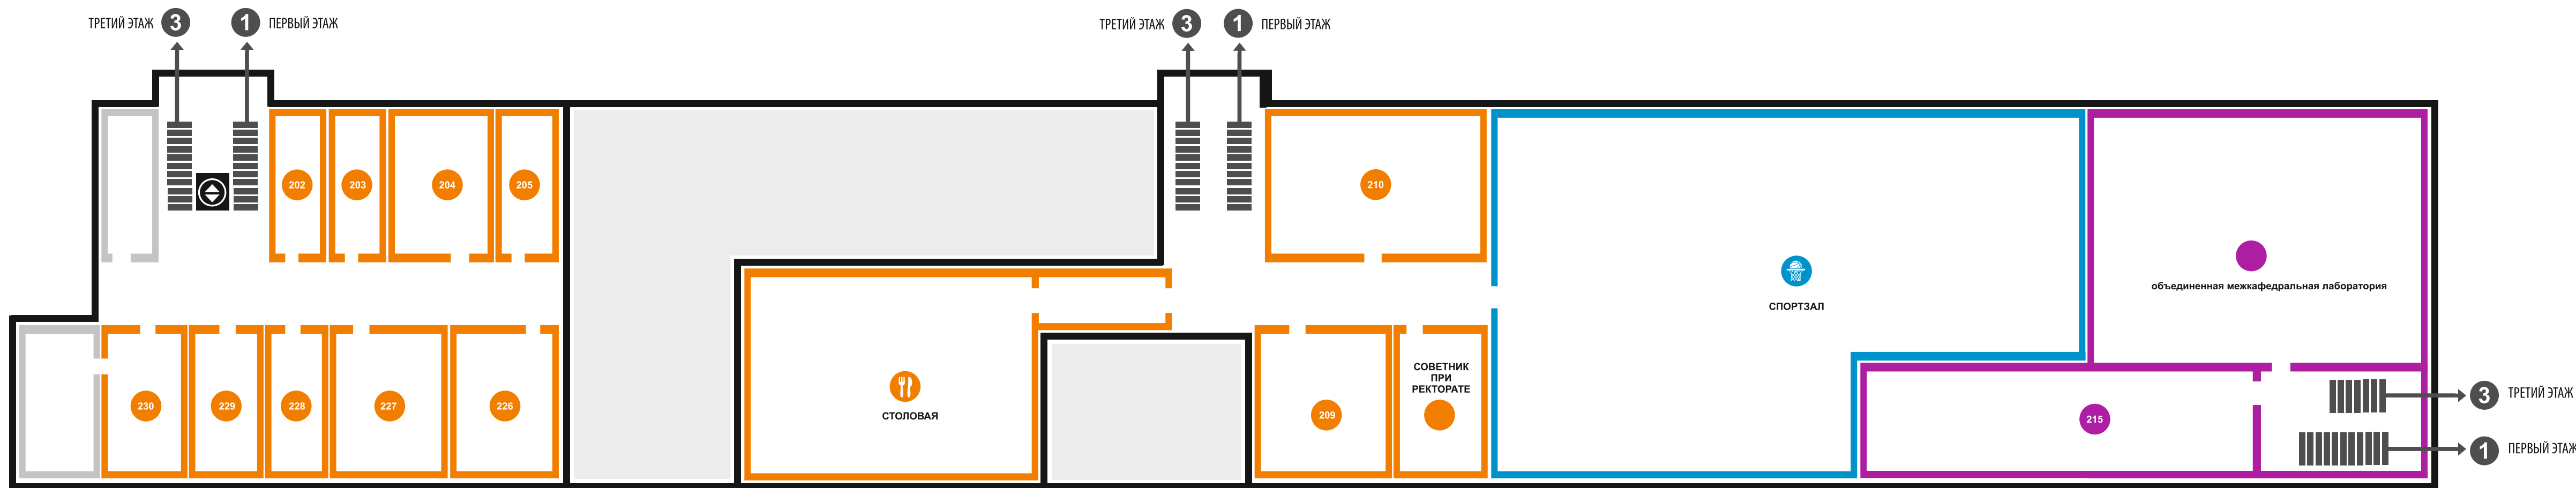 ТРЕТИЙ ЭТАЖ 3 1 ПЕРВЫЙ ЭТАЖ
ТРЕТИЙ ЭТАЖ 3 1 ПЕРВЫЙ ЭТАЖ
202 203 204 205
210
СПОРТЗАЛ
объединенная межкафедральная лаборатория
230 229 228 227 226
СТОЛОВАЯ
209
СОВЕТНИК
ПРИ
РЕКТОРАТЕ
215
3 ТРЕТИЙ ЭТАЖ
1 ПЕРВЫЙ ЭТАЖ